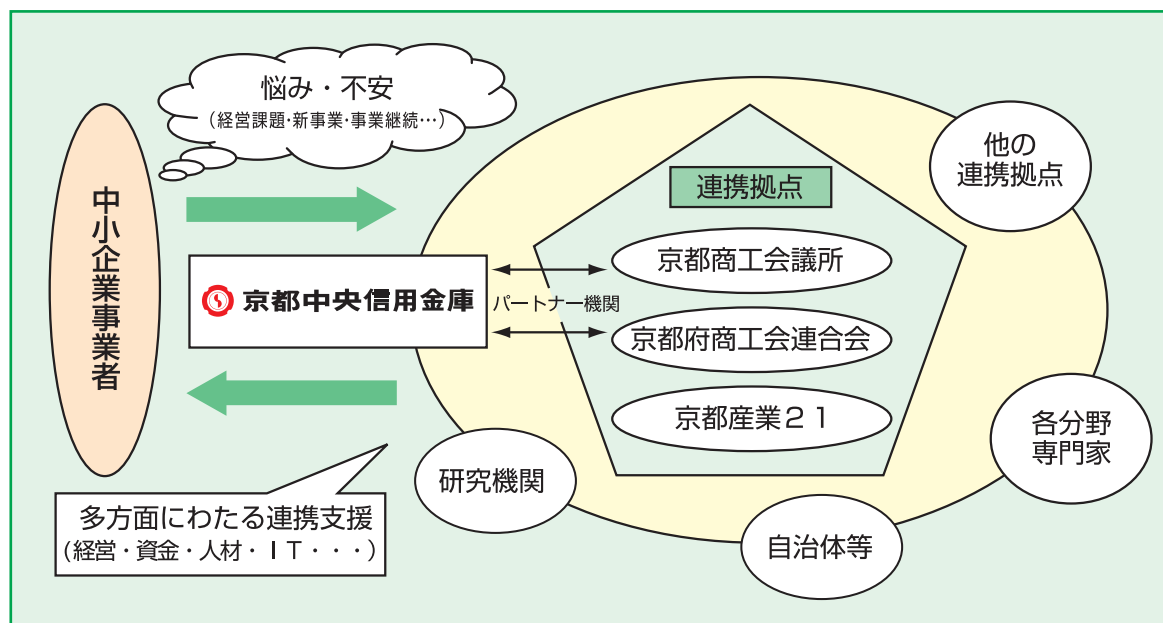 悩み・不安
（経営課題・新事業・事業継続…）
中小企業事業者
京都中央信用金庫
パートナー機関
多方面にわたる連携支援
（経営・資金・人材・ＩＴ・・・）
連携拠点
京都商工会議所
京都府商工会連合会
京都産業２１
他の
連携拠点
各分野
専門家
自治体等
研究機関